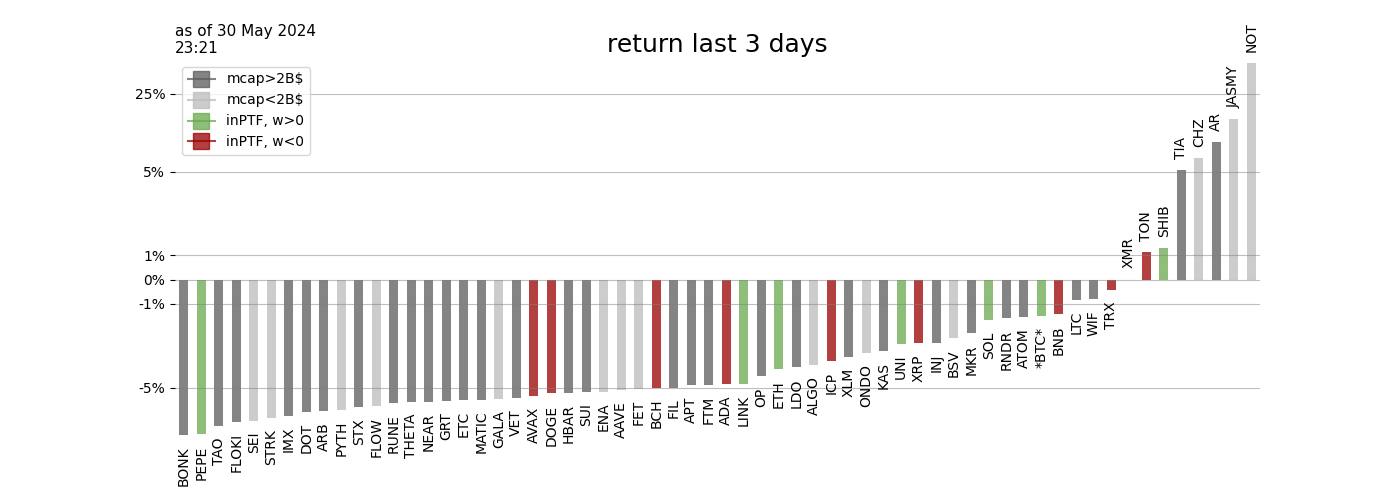 as of 30 May 2024
23:21
return last 3 days
mcap>2B$
mcap<2B$
inPTF, w>0
inPTF, w<0
25%
5%
1%
0%
-1%
-5%
BONK
PEPE
TAO
FLOKI
SEI
STRK
IMX
DOT
ARB
PYTH
STX
FLOW
RUNE
THETA
NEAR
GRT
ETC
MATIC
GALA
VET
AVAX
DOGE
HBAR
SUI
ENA
AAVE
FET
BCH
FIL
APT
FTM
ADA
LINK
OP
ETH
LDO
ALGO
ICP
XLM
ONDO
KAS
UNI
XRP
INJ
BSV
MKR
SOL
RNDR
ATOM
*BTC*
BNB
LTC
WIF
TRX
XMR
TON
SHIB
TIA
CHZ
AR
JASMY
NOT